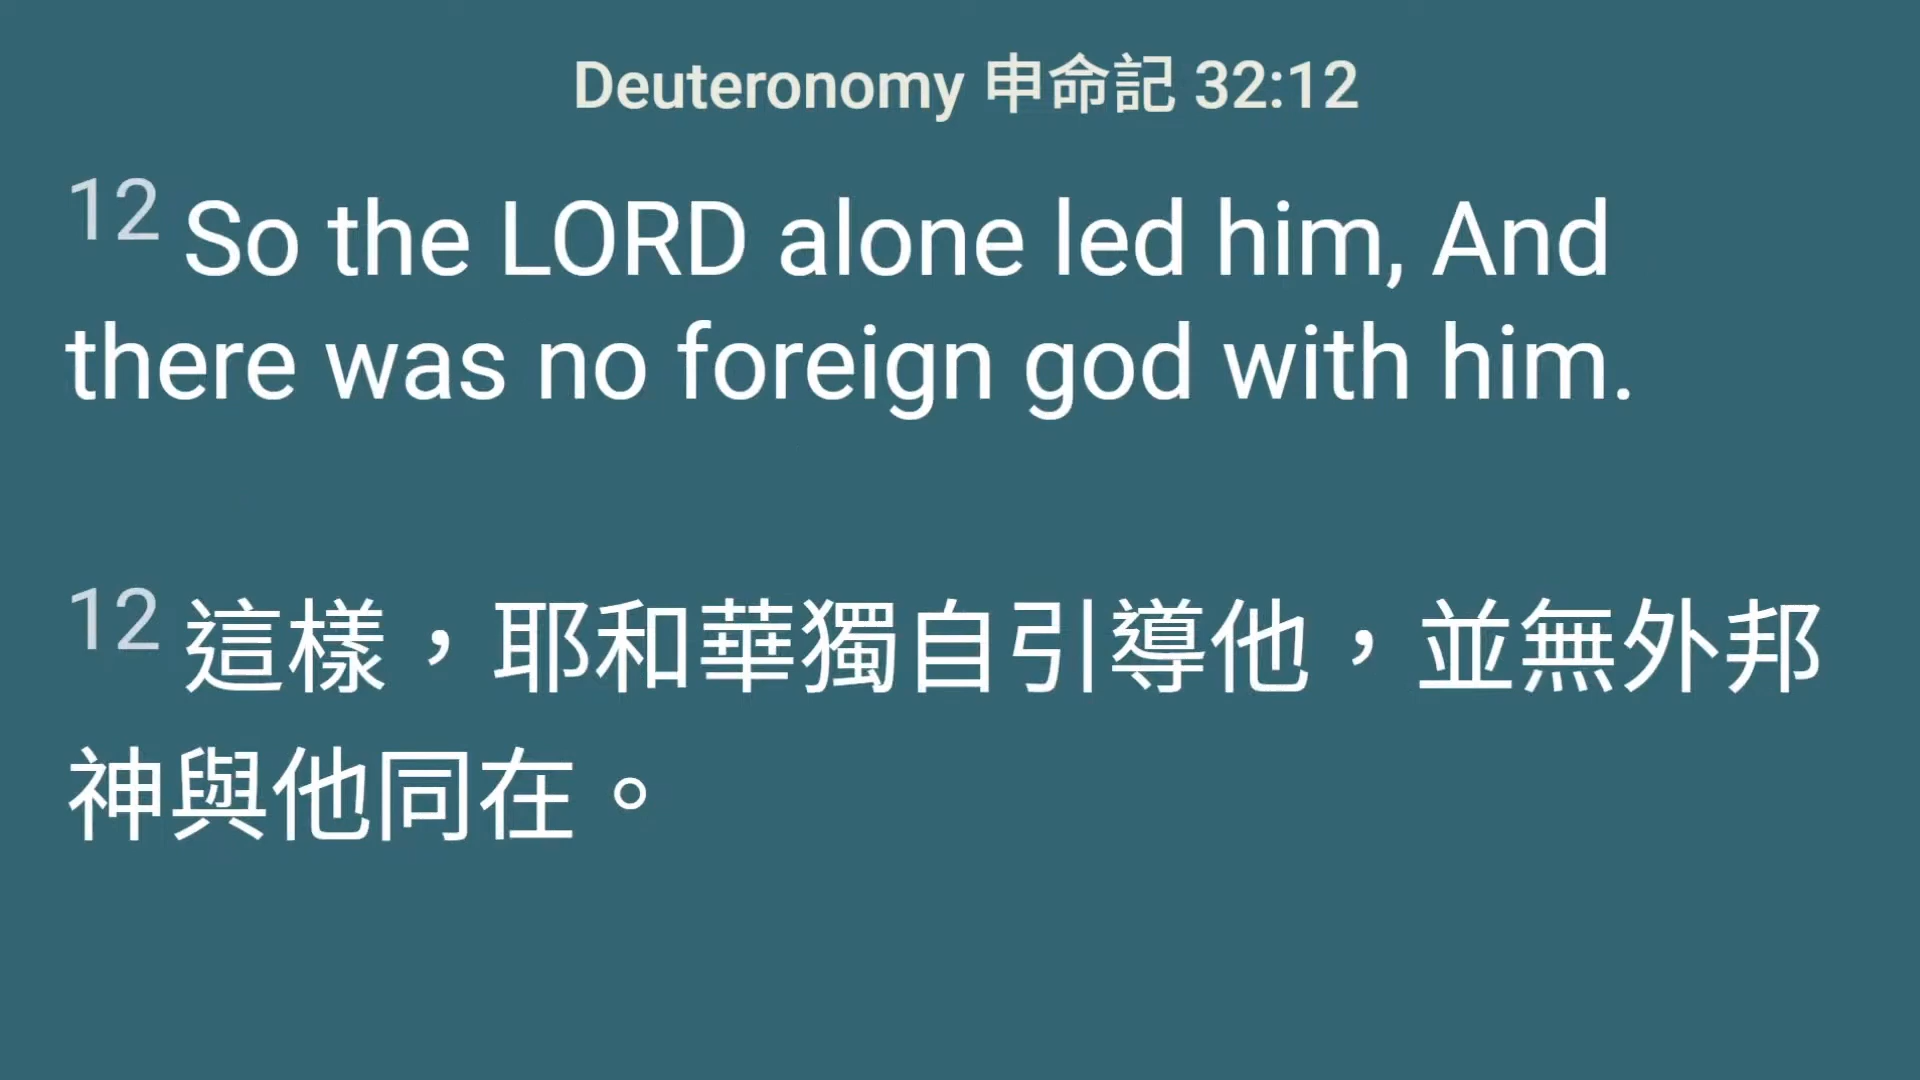 Deuteronomy 申命記 32:12
12 So the LORD alone led him, And
there was no foreign god with him.
12 這樣，耶和華獨自引導他，並無外邦
神與他同在。